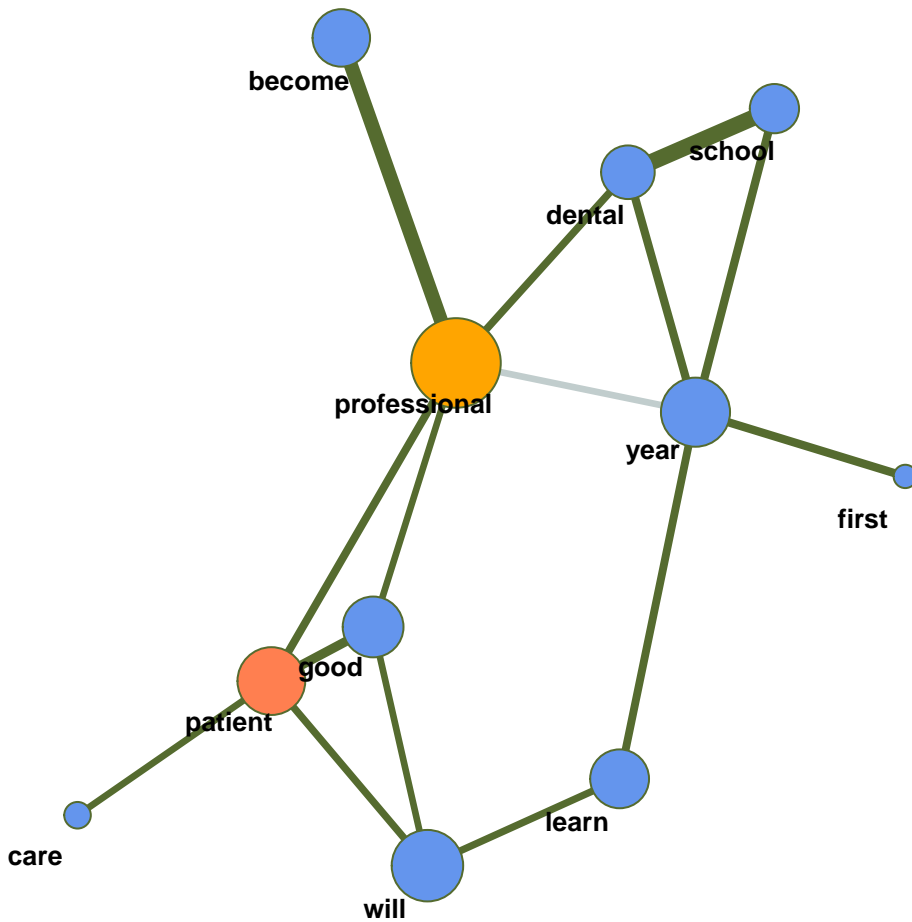 become
school
dental
professional
year
first
good
patient
learn
care
will